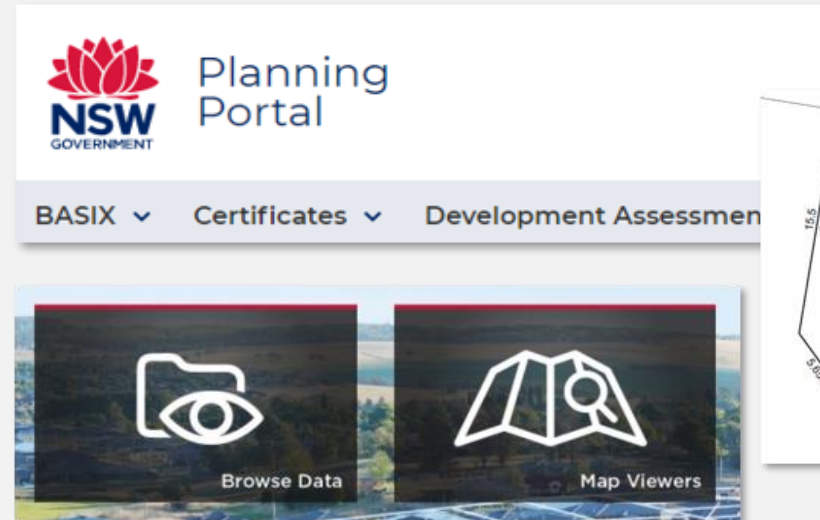 NSW
GOVERNMENT
Planning
Portal
BASIX
Certificates
Development Assessmen
15.5
Browse Data
Map Viewers